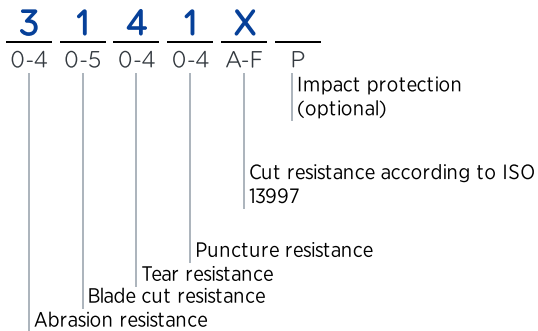 3 1 4 1 X
0-4 0-5 0-4 0-4 A-F P
Impact protection
(optional)
Cut resistance according to ISO
13997
Puncture resistance
Tear resistance
Blade cut resistance
Abrasion resistance